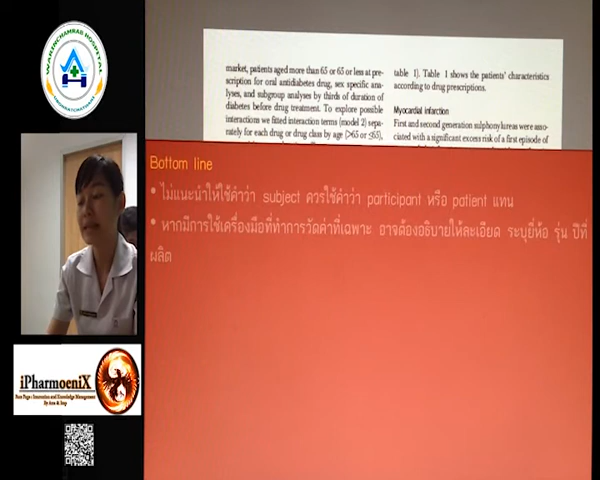 WARINCHAMRAB HOSPITAL
market, patients aged more than 65 or 65 or less at pre-
scription for oral antidiabetes drug, sex specific ana-
lyses, and subgroup analyses by thirds of duration of
diabetes before drug treatment. To explore possible
interactions we fitted interaction terms (model 2) sepa-
rately for each drug or drug class by age (>65 or ≤65),
table 1). Table 1 shows the patients' characteristics
according to drug prescriptions.
Myocardial infarction
First and second generation sulphonylureas were asso-
ciated with a significant excess risk of a first episode of
Bottom line
• ไม่แนะนำให้ใช้คำว่า subject ควรใช้คำว่า participant หรือ patient แทน
• หากมีการใช้เครื่องมือที่ทำการวัดค่าที่เฉพาะ อาจต้องอธิบายให้ละเอียด ระบุยี่ห้อ รุ่น ปีที่
ผลิต
iPharmoeniX